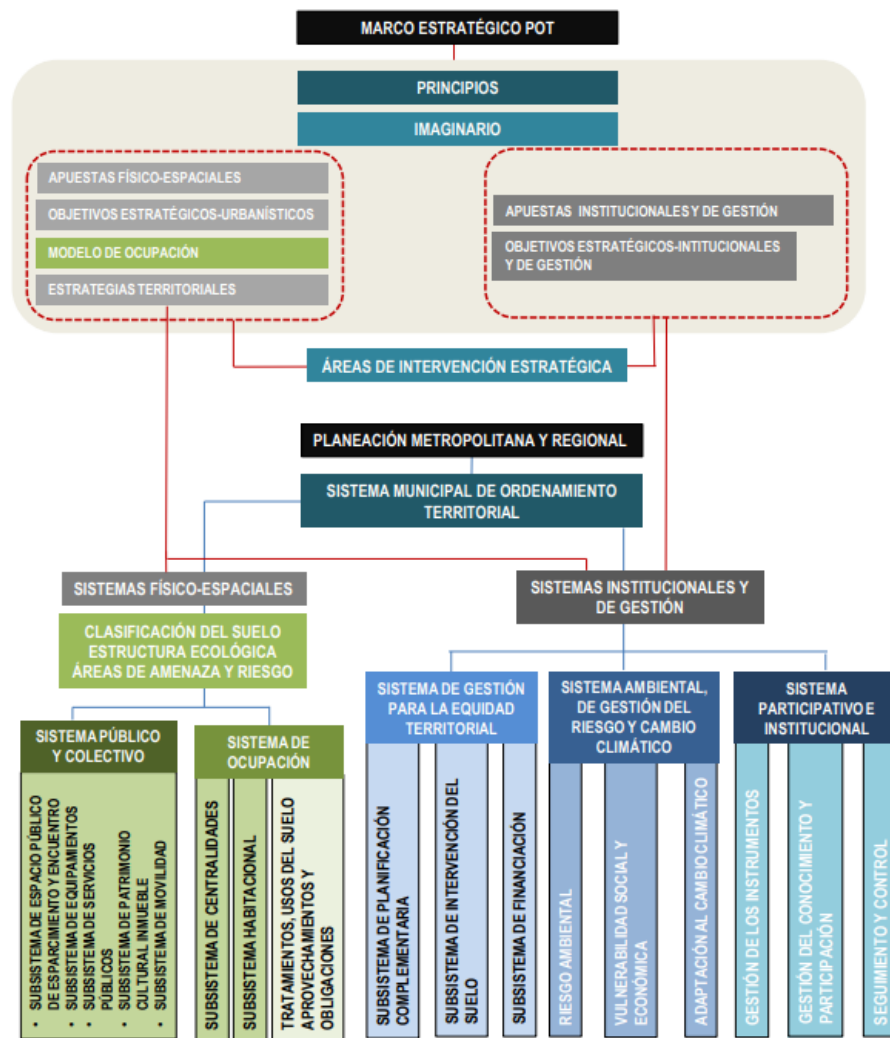 MARCO ESTRATÉGICO POT
PRINCIPIOS
IMAGINARIO
APUESTAS FÍSICO-ESPACIALES
OBJETIVOS ESTRATÉGICOS-URBANÍSTICOS
MODELO DE OCUPACIÓN
ESTRATEGIAS TERRITORIALES
APUESTAS INSTITUCIONALES Y DE GESTIÓN
OBJETIVOS ESTRATÉGICOS-INTITUCIONALES
Y DE GESTIÓN
ÁREAS DE INTERVENCIÓN ESTRATÉGICA
PLANEACIÓN METROPOLITANA Y REGIONAL
SISTEMA MUNICIPAL DE ORDENAMIENTO
TERRITORIAL
SISTEMAS FÍSICO-ESPACIALES
SISTEMAS INSTITUCIONALES Y
DE GESTIÓN
CLASIFICACIÓN DEL SUELO
ESTRUCTURA ECOLÓGICA
ÁREAS DE AMENAZA Y RIESGO
SISTEMA PÚBLICO
Y COLECTIVO
SISTEMA DE
OCUPACIÓN
SISTEMA DE GESTIÓN
PARA LA EQUIDAD
TERRITORIAL
SISTEMA AMBIENTAL,
DE GESTIÓN DEL
RIESGO Y CAMBIO
CLIMÁTICO
SISTEMA
PARTICIPATIVO E
INSTITUCIONAL
• SUBSISTEMA DE ESPACIO PÚBLICO
DE ESPARCIMIENTO Y ENCUENTRO
• SUBSISTEMA DE EQUIPAMIENTOS
• SUBSISTEMA DE SERVICIOS
PÚBLICOS
• SUBSISTEMA DE PATRIMONIO
CULTURAL INMUEBLE
• SUBSISTEMA DE MOVILIDAD
SUBSISTEMA DE CENTRALIDADES
SUBSISTEMA HABITACIONAL
TRATAMIENTOS, USOS DEL SUELO
APROVECHAMIENTOS Y
OBLIGACIONES
SUBSISTEMA DE PLANIFICACIÓN
COMPLEMENTARIA
SUBSISTEMA DE INTERVENCIÓN DEL
SUELO
SUBSISTEMA DE FINANCIACIÓN
RIESGO AMBIENTAL
VULNERABILIDAD SOCIAL Y
ECONÓMICA
ADAPTACIÓN AL CAMBIO CLIMÁTICO
GESTIÓN DE LOS INSTRUMENTOS
GESTIÓN DEL CONOCIMIENTO Y
PARTICIPACIÓN
SEGUIMIENTO Y CONTROL